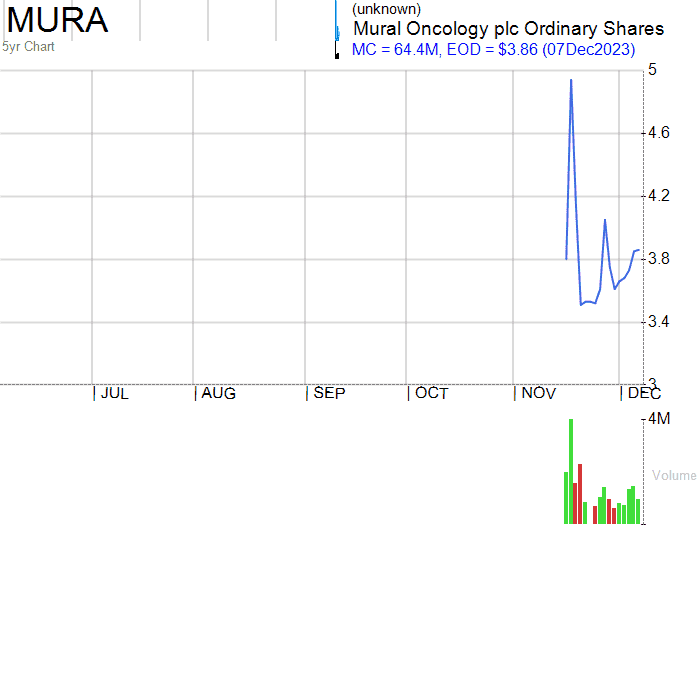 MURA
5yr Chart
(unknown)
Mural Oncology plc Ordinary Shares
MC = 64.4M, EOD = $3.86 (07Dec2023)
5
4.6
4.2
3.8
3.4
3
JUL AUG SEP OCT NOV DEC
4M
Volume